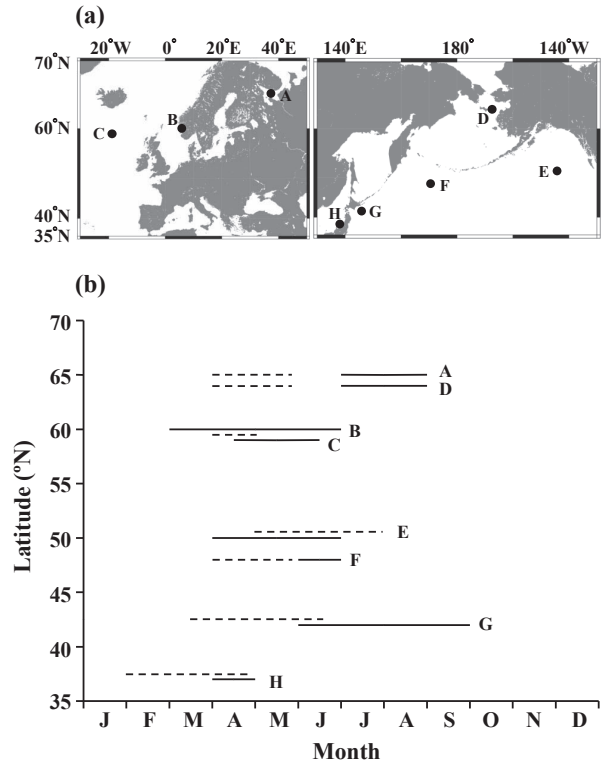 (a)
20°W 0° 20°E 40°E 140°E 180° 140°W
70°N
A
B
C
60°N
D
E
F
G
H
40°N
35°N
(b)
70
65
A
D
60
B
C
55
E
50
F
45
G
40
H
35
Latitude (°N)
J F M A M J J A S O N D
Month